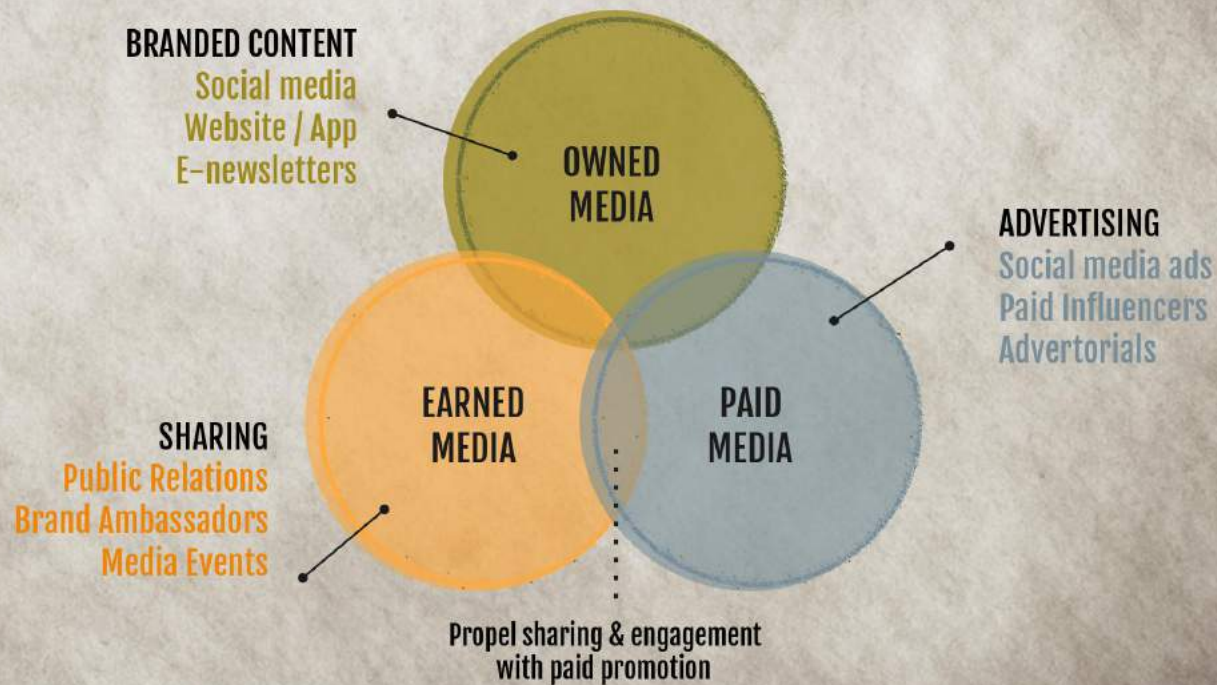 BRANDED CONTENT
Social media
Website / App
E-newsletters
OWNED
MEDIA
ADVERTISING
Social media ads
Paid Influencers
Advertorials
EARNED
MEDIA
PAID
MEDIA
SHARING
Public Relations
Brand Ambassadors
Media Events
Propel sharing & engagement
with paid promotion